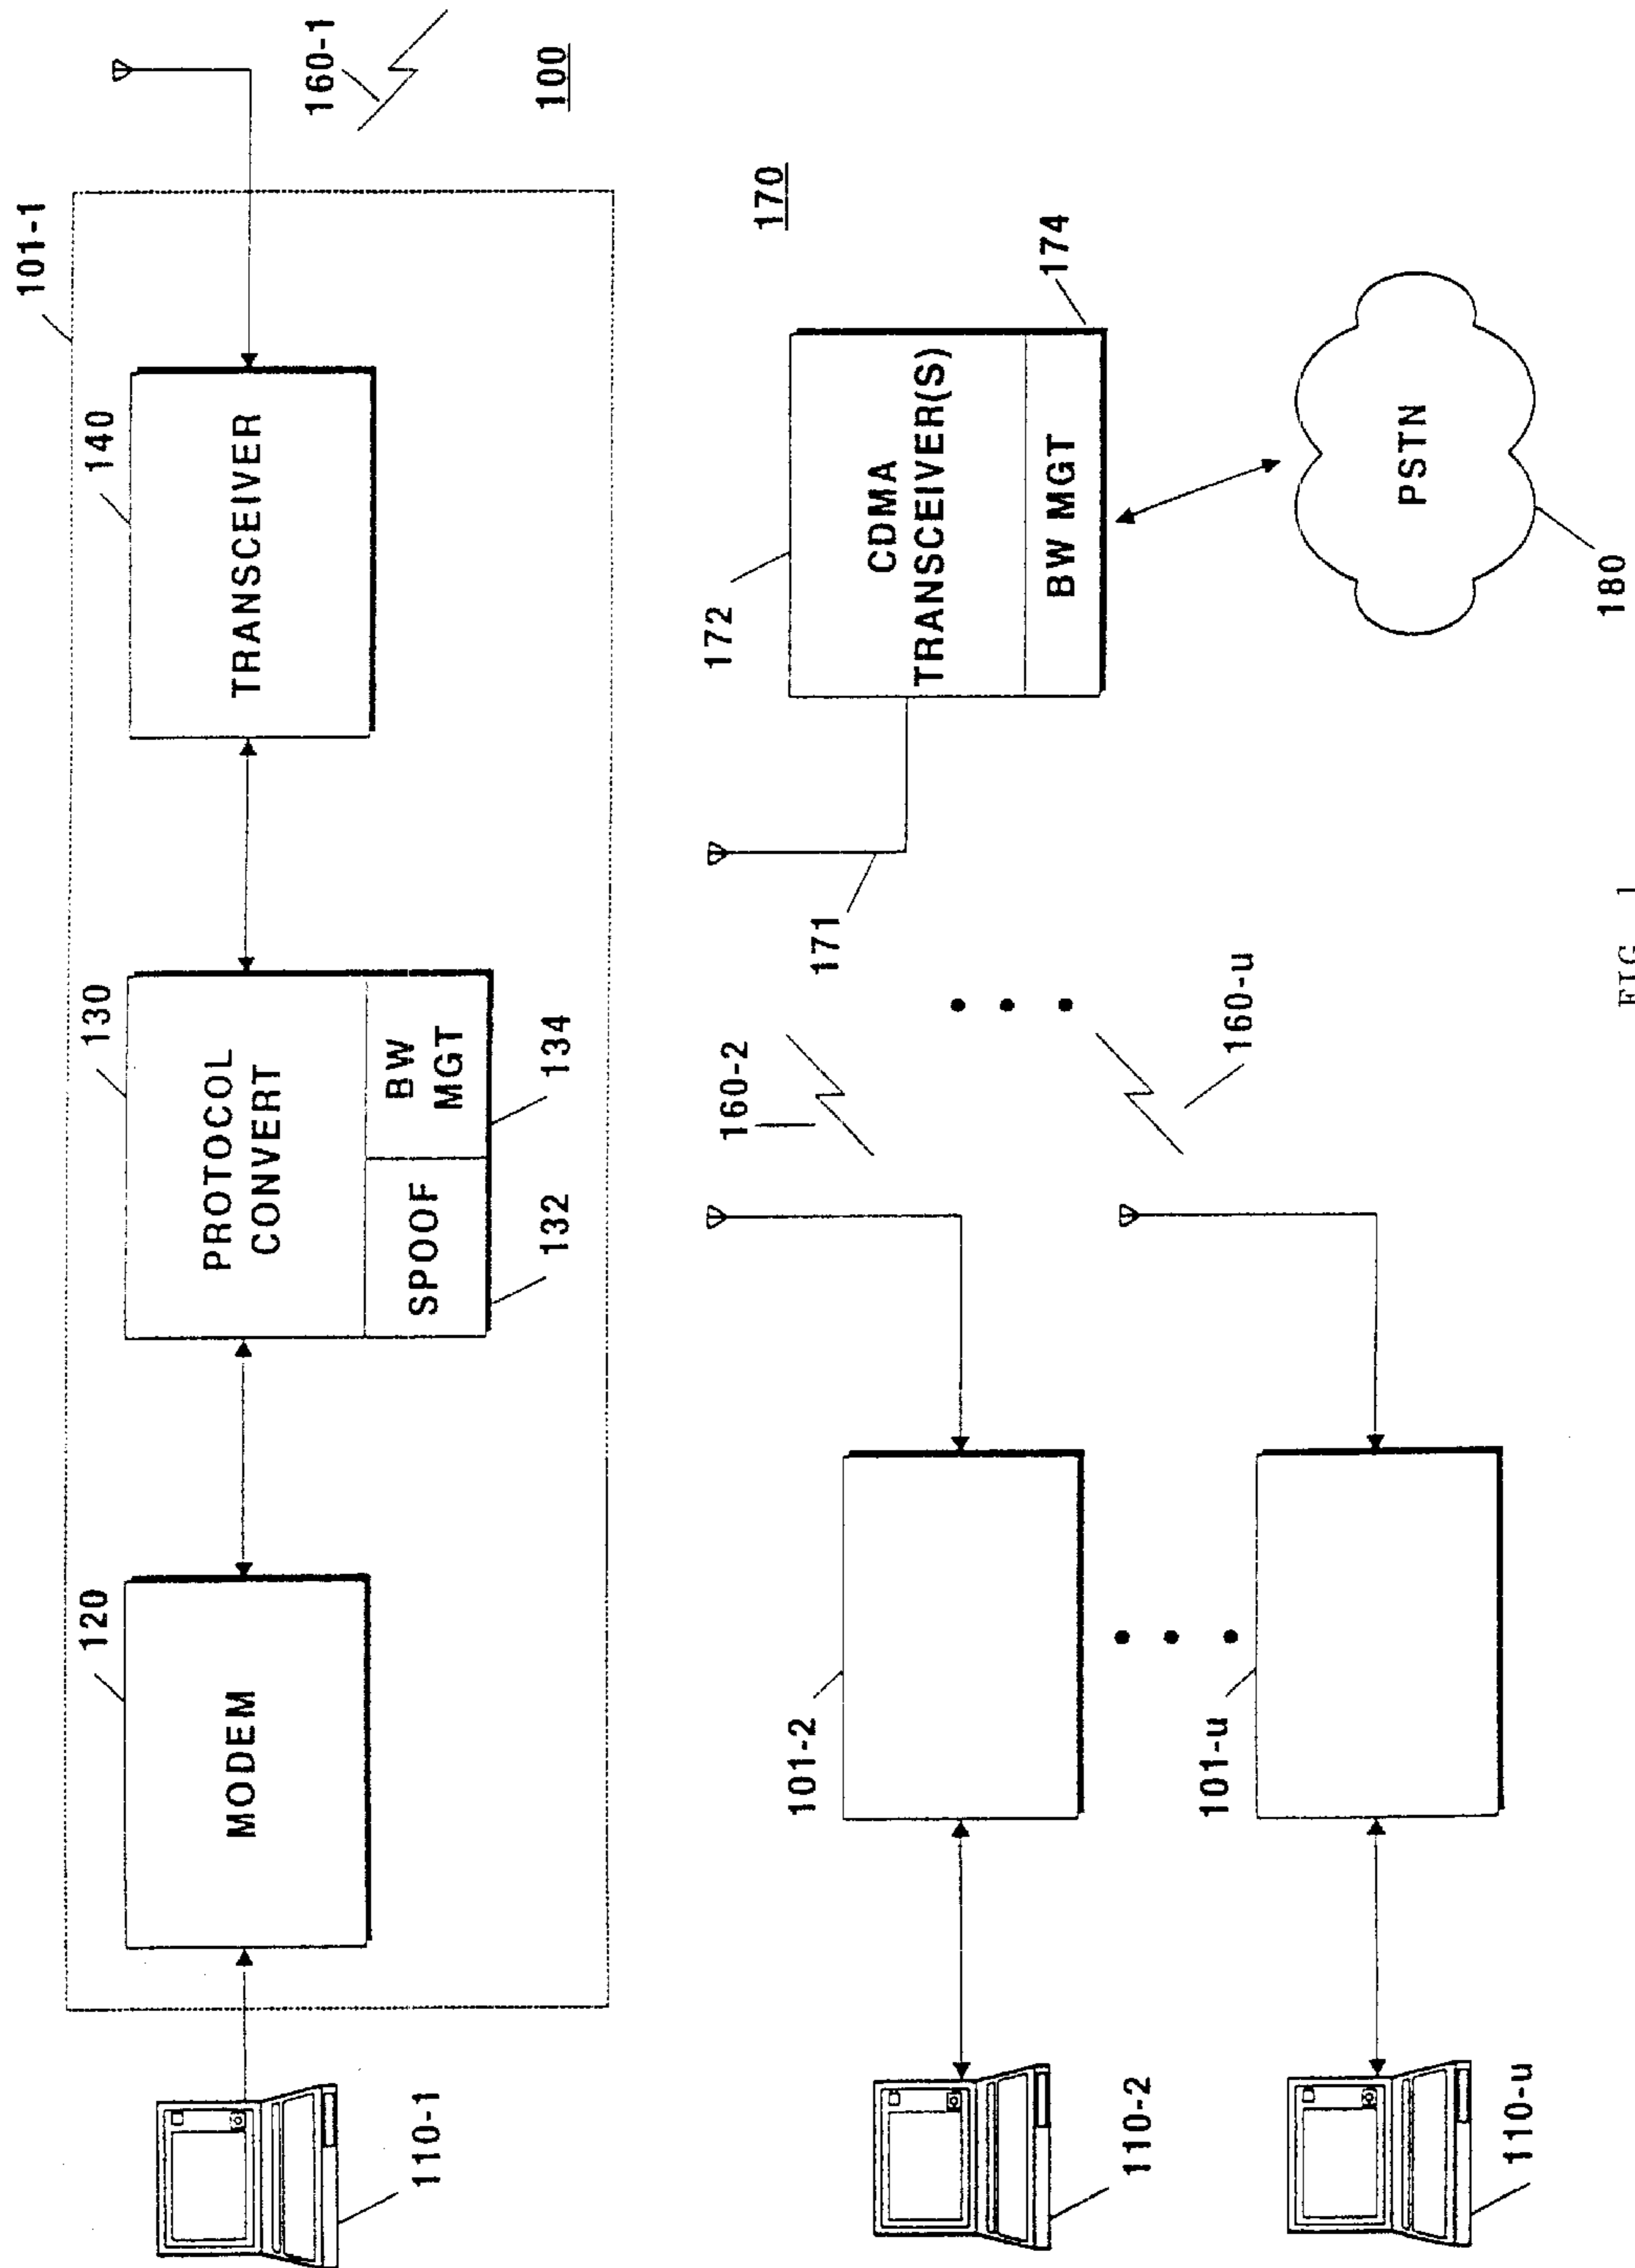 101-1
120
130
140
MODEM
PROTOCOL
CONVERT
SPOOF
BW
MGT
TRANSCEIVER
132
134
110-1
160-1
100
160-2
171
172
170
101-2
CDMA
TRANSCEIVER(S)
BW MGT
174
110-2
101-u
160-u
PSTN
180
110-u
FIG. 1